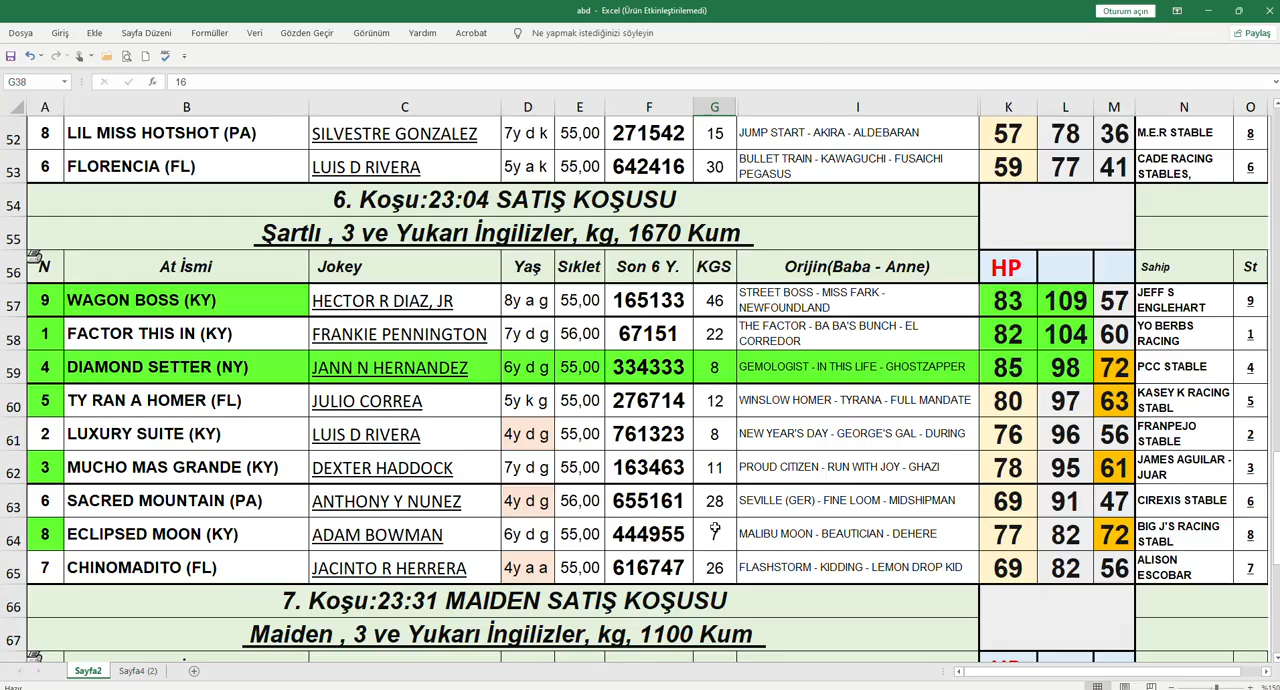 abd - Excel (Ürün Etkinleştirilemedi)
Oturum açın
Dosya Giriş Ekle Sayfa Düzeni Formüller Veri Gözden Geçir Görünüm Yardım Acrobat Ne yapmak istediğinizi söyleyin Paylaş
G38 fx 16
A B C D E F G I K L M N O
52 8 LIL MISS HOTSHOT (PA) SILVESTRE GONZALEZ 7y d k 55,00 271542 15 JUMP START - AKIRA - ALDEBARAN 57 78 36 M.E.R STABLE 8
53 6 FLORENCIA (FL) LUIS D RIVERA 5y a k 55,00 642416 30 BULLET TRAIN - KAWAGUCHI - FUSAICHI PEGASUS 59 77 41 CADE RACING STABLES, 6
54 6. Koşu:23:04 SATIŞ KOŞUSU
55 Şartlı , 3 ve Yukarı İngilizler, kg, 1670 Kum
56 N At İsmi Jokey Yaş Sıklet Son 6 Y. KGS Orijin(Baba - Anne) HP Sahip St
57 9 WAGON BOSS (KY) HECTOR R DIAZ, JR 8y a g 55,00 165133 46 STREET BOSS - MISS FARK - NEWFOUNDLAND 83 109 57 JEFF S ENGLEHART 9
58 1 FACTOR THIS IN (KY) FRANKIE PENNINGTON 7y d g 56,00 67151 22 THE FACTOR - BA BA'S BUNCH - EL CORREDOR 82 104 60 YO BERBS RACING 1
59 4 DIAMOND SETTER (NY) JANN N HERNANDEZ 6y d g 55,00 334333 8 GEMOLOGIST - IN THIS LIFE - GHOSTZAPPER 85 98 72 PCC STABLE 4
60 5 TY RAN A HOMER (FL) JULIO CORREA 5y k g 55,00 276714 12 WINSLOW HOMER - TYRANA - FULL MANDATE 80 97 63 KASEY K RACING STABL 5
61 2 LUXURY SUITE (KY) LUIS D RIVERA 4y d g 55,00 761323 8 NEW YEAR'S DAY - GEORGE'S GAL - DURING 76 96 56 FRANPEJO STABLE 2
62 3 MUCHO MAS GRANDE (KY) DEXTER HADDOCK 7y d g 55,00 163463 11 PROUD CITIZEN - RUN WITH JOY - GHAZI 78 95 61 JAMES AGUILAR - JUAR 3
63 6 SACRED MOUNTAIN (PA) ANTHONY Y NUNEZ 4y d g 56,00 655161 28 SEVILLE (GER) - FINE LOOM - MIDSHIPMAN 69 91 47 CIREXIS STABLE 6
64 8 ECLIPSED MOON (KY) ADAM BOWMAN 6y d g 55,00 444955 7 MALIBU MOON - BEAUTICIAN - DEHERE 77 82 72 BIG J'S RACING STABL 8
65 7 CHINOMADITO (FL) JACINTO R HERRERA 4y a a 55,00 616747 26 FLASHSTORM - KIDDING - LEMON DROP KID 69 82 56 ALISON ESCOBAR 7
66 7. Koşu:23:31 MAIDEN SATIŞ KOŞUSU
67 Maiden , 3 ve Yukarı İngilizler, kg, 1100 Kum
Sayfa2 Sayfa4 (2)
Hazır %150